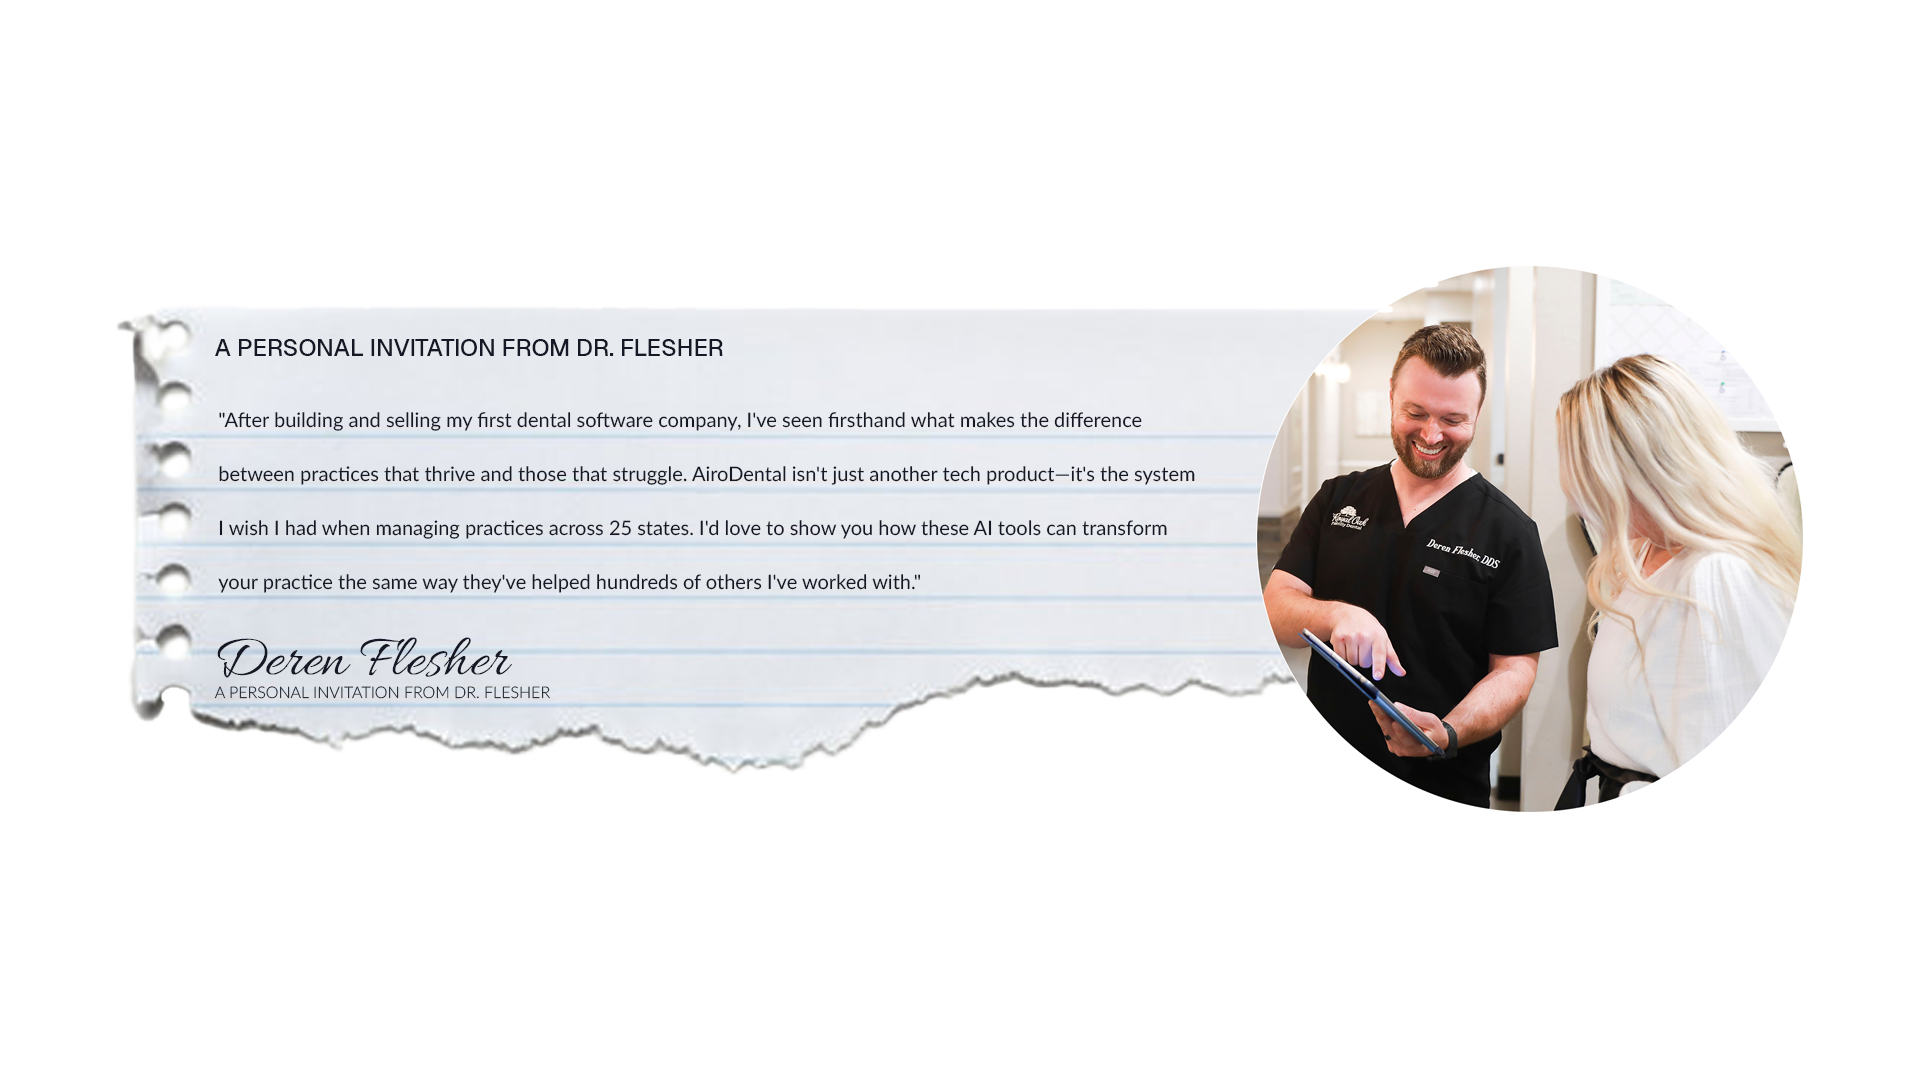 A PERSONAL INVITATION FROM DR. FLESHER
"After building and selling my first dental software company, I've seen firsthand what makes the difference
between practices that thrive and those that struggle. AiroDental isn't just another tech product—it's the system
I wish I had when managing practices across 25 states. I'd love to show you how these AI tools can transform
your practice the same way they've helped hundreds of others I've worked with."
Deren Flesher
A PERSONAL INVITATION FROM DR. FLESHER
Royal Oak
Family Dental
Deren Flesher, DDS